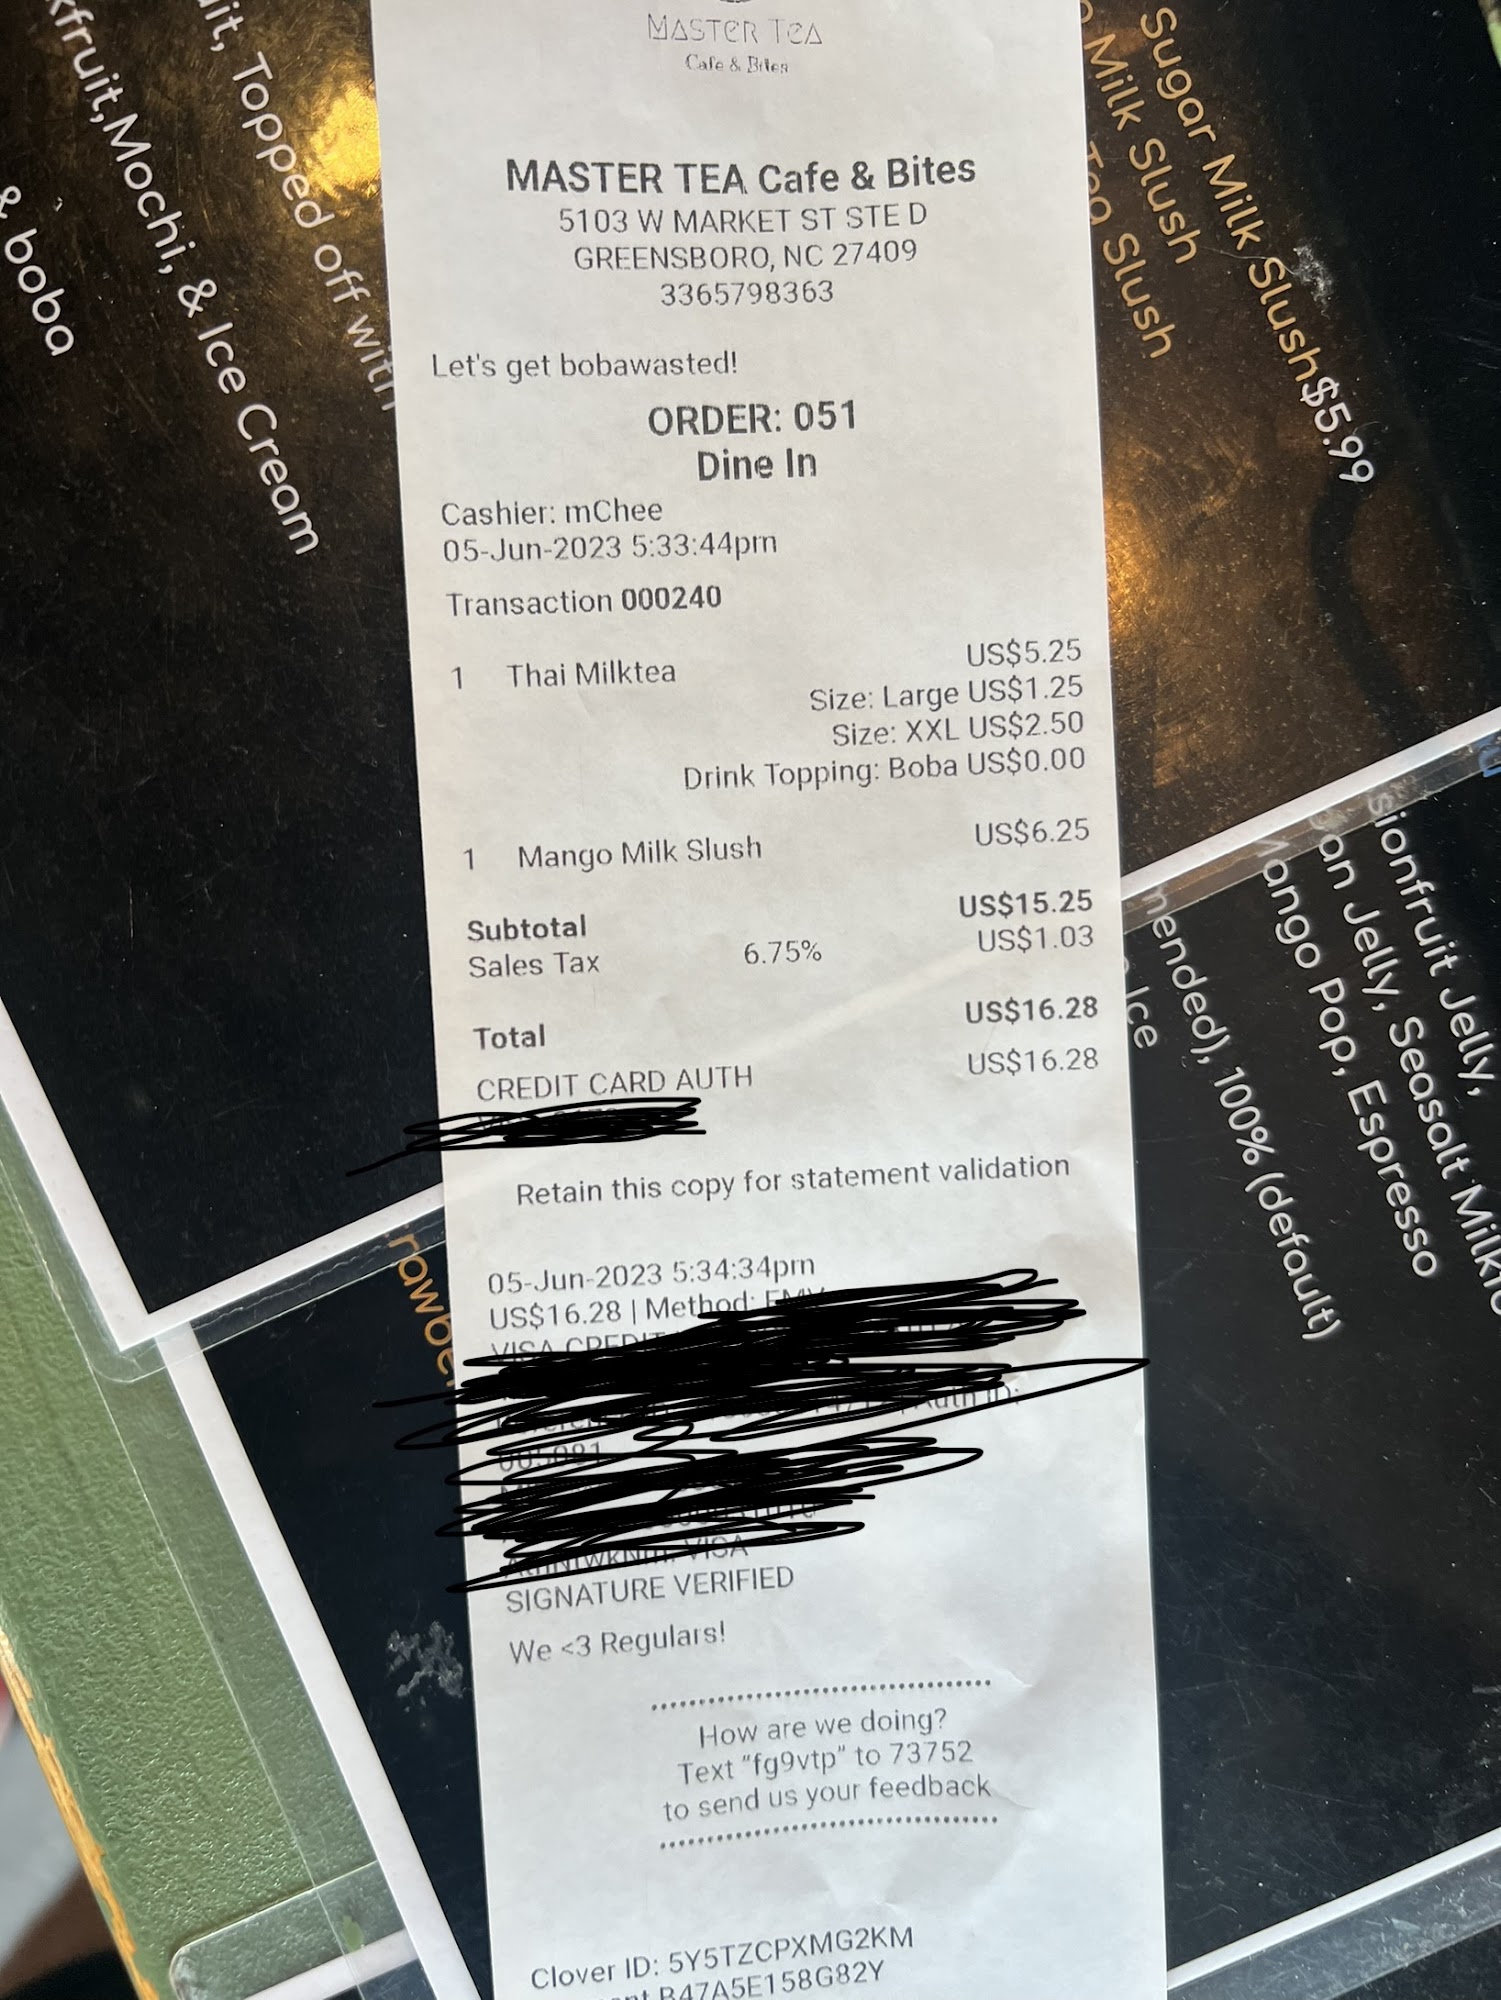 MASTER TEA
Cafe & Bites
MASTER TEA Cafe & Bites
5103 W MARKET ST STE D
GREENSBORO, NC 27409
3365798363
Let's get bobawasted!
ORDER: 051
Dine In
Cashier: mChee
05-Jun-2023 5:33:44pm
Transaction 000240
1 Thai Milktea US$5.25
Size: Large US$1.25
Size: XXL US$2.50
Drink Topping: Boba US$0.00
1 Mango Milk Slush US$6.25
Subtotal US$15.25
Sales Tax 6.75% US$1.03
Total US$16.28
CREDIT CARD AUTH US$16.28
Retain this copy for statement validation
05-Jun-2023 5:34:34pm
US$16.28 | Method:
SIGNATURE VERIFIED
We <3 Regulars!
How are we doing?
Text "fg9vtp" to 73752
to send us your feedback
Clover ID: 5Y5TZCPXMG2KM
B47A5E158G82Y
Topped off with
Mochi, & Ice Cream
& boba
Sugar Milk Slush $5.99
Milk Slush
Slush
Jelly,
Jelly, Seasalt
Pop, Espresso
100% (default)
Ice